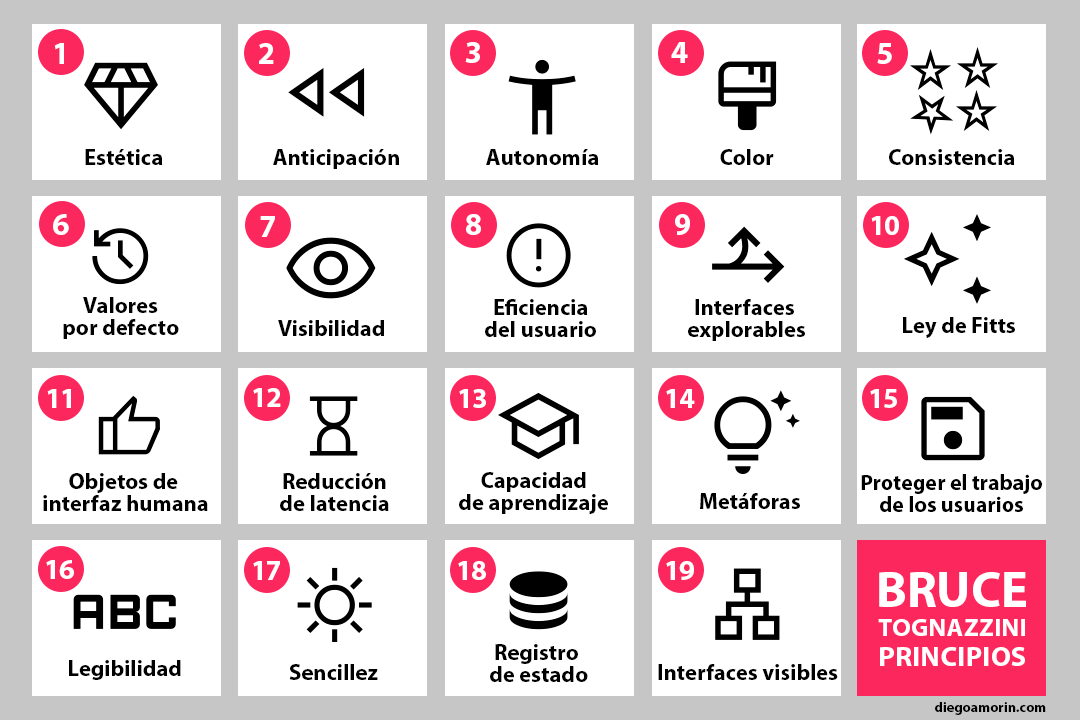 1
Estética
2
Anticipación
3
Autonomía
4
Color
5
Consistencia
6
Valores
por defecto
7
Visibilidad
8
Eficiencia
del usuario
9
Interfaces
explorables
10
Ley de Fitts
11
Objetos de
interfaz humana
12
Reducción
de latencia
13
Capacidad
de aprendizaje
14
Metáforas
15
Proteger el trabajo
de los usuarios
16
ABC
Legibilidad
17
Sencillez
18
Registro
de estado
19
Interfaces visibles
BRUCE
TOGNAZZINI
PRINCIPIOS
diegoamorin.com